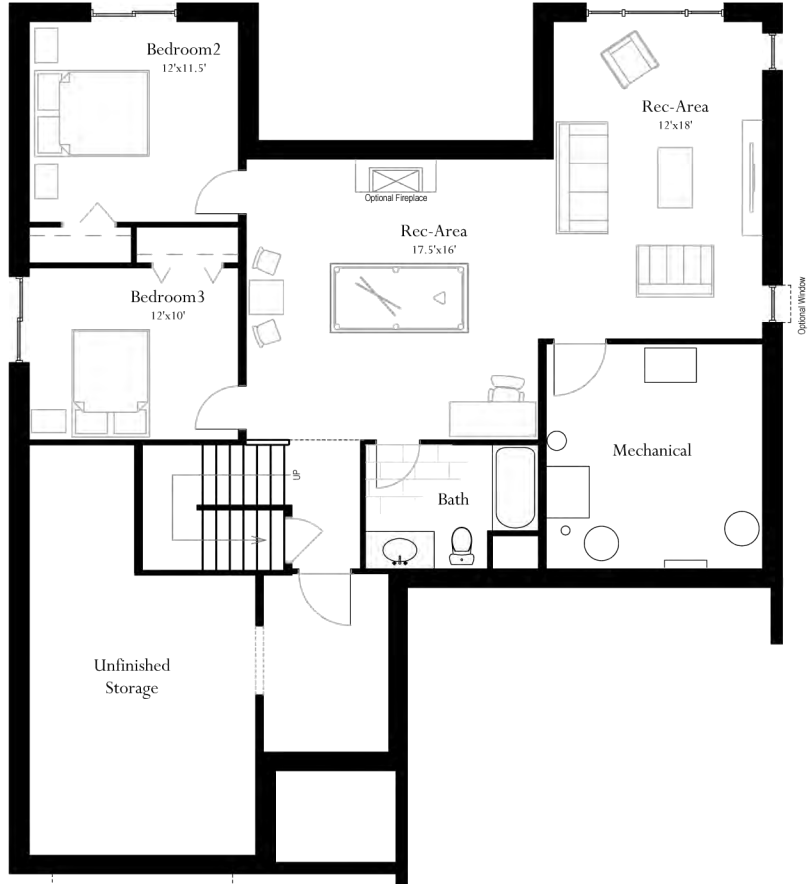 Bedroom2
12'x11.5'
Rec-Area
12'x18'
Optional Fireplace
Rec-Area
17.5'x16'
Bedroom3
12'x10'
Optional Window
Mechanical
UP
Bath
Unfinished
Storage